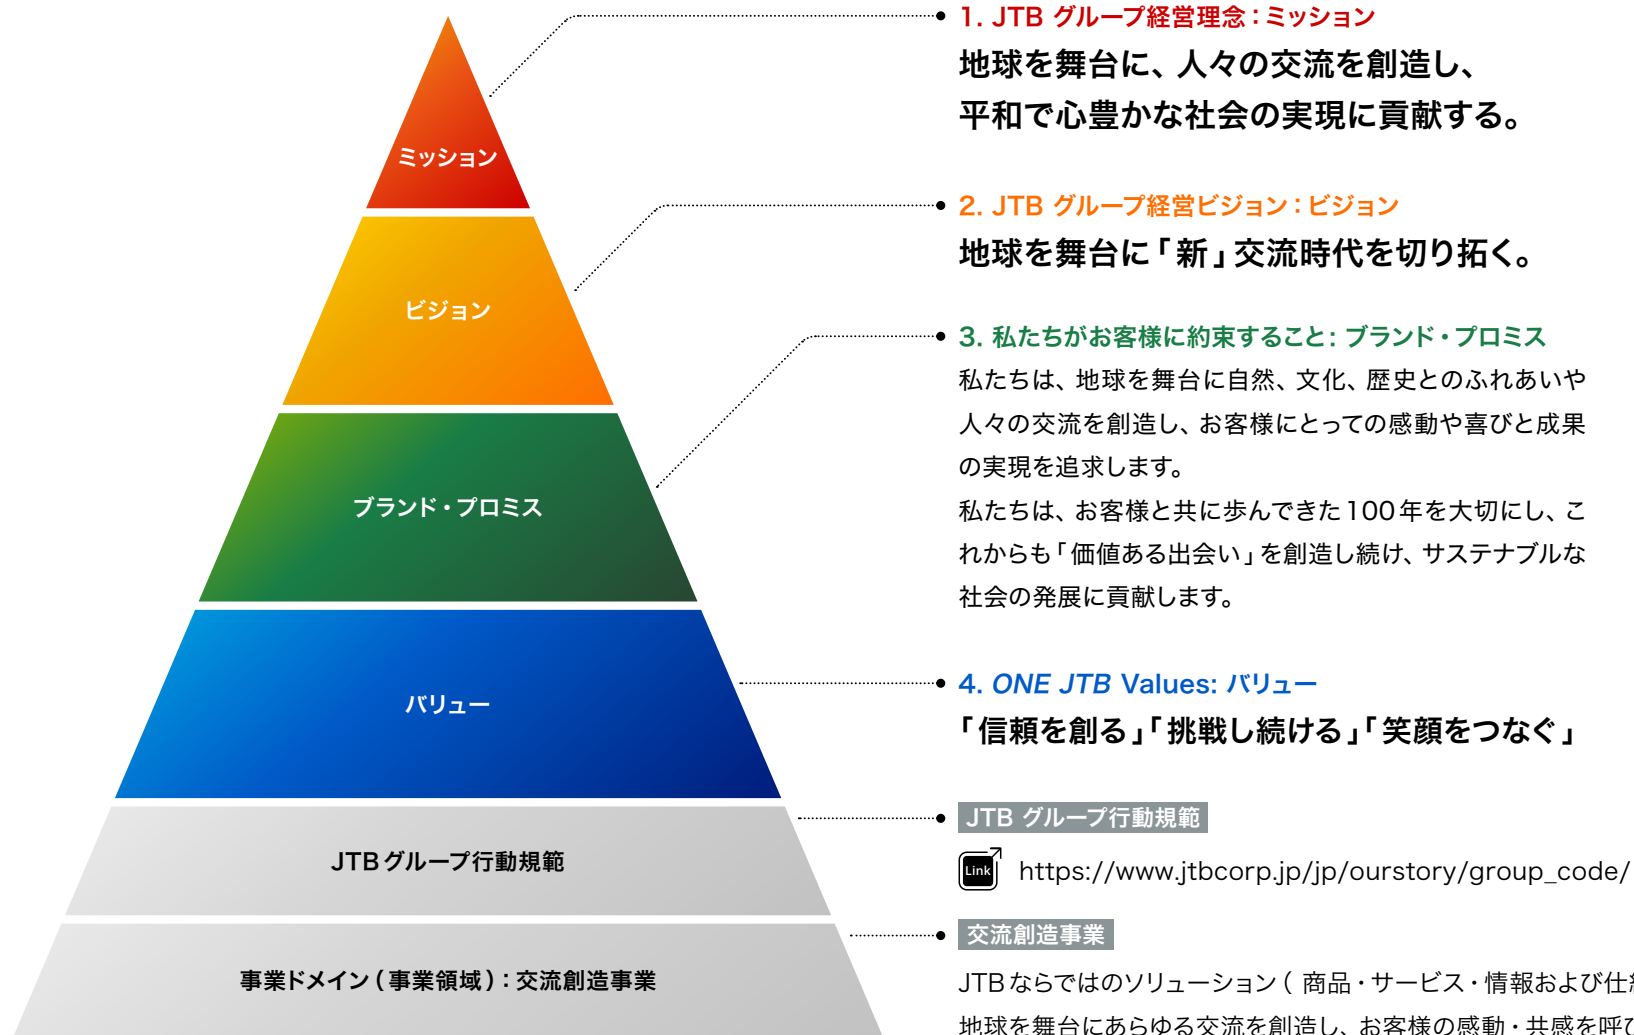 1. JTB グループ経営理念：ミッション
地球を舞台に、人々の交流を創造し、
平和で心豊かな社会の実現に貢献する。
ミッション
2. JTB グループ経営ビジョン：ビジョン
地球を舞台に「新」交流時代を切り拓く。
ビジョン
3. 私たちがお客様に約束すること：ブランド・プロミス
私たちは、地球を舞台に自然、文化、歴史とのふれあいや
人々の交流を創造し、お客様にとっての感動や喜びと成果
の実現を追求します。
私たちは、お客様と共に歩んできた100年を大切にし、こ
れからも「価値ある出会い」を創造し続け、サステナブルな
社会の発展に貢献します。
ブランド・プロミス
4. ONE JTB Values: バリュー
「信頼を創る」「挑戦し続ける」「笑顔をつなぐ」
バリュー
JTB グループ行動規範
Link https://www.jtbcorp.jp/jp/ourstory/group_code/
JTBグループ行動規範
交流創造事業
JTBならではのソリューション（商品・サービス・情報および仕
地球を舞台にあらゆる交流を創造し、お客様の感動・共感を呼
事業ドメイン（事業領域）：交流創造事業